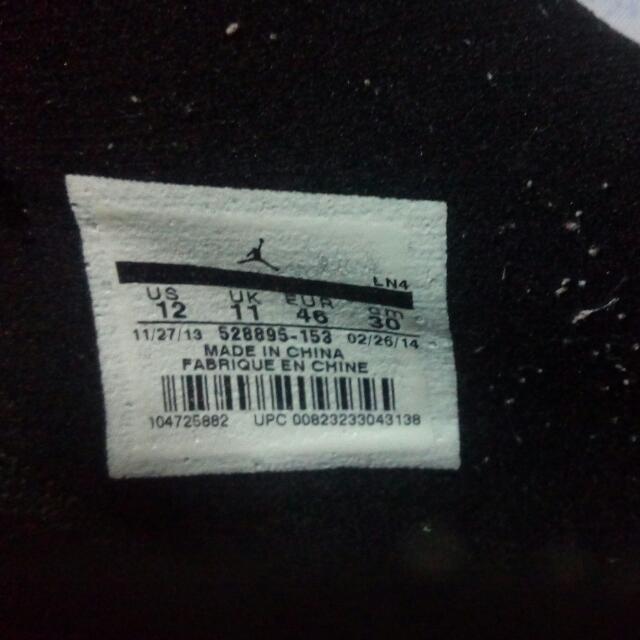 LN4
US UK EUR cm
12 11 46 30
11/27/13 528895-153 02/26/14
MADE IN CHINA
FABRIQUE EN CHINE
104725882 UPC 00823233043138